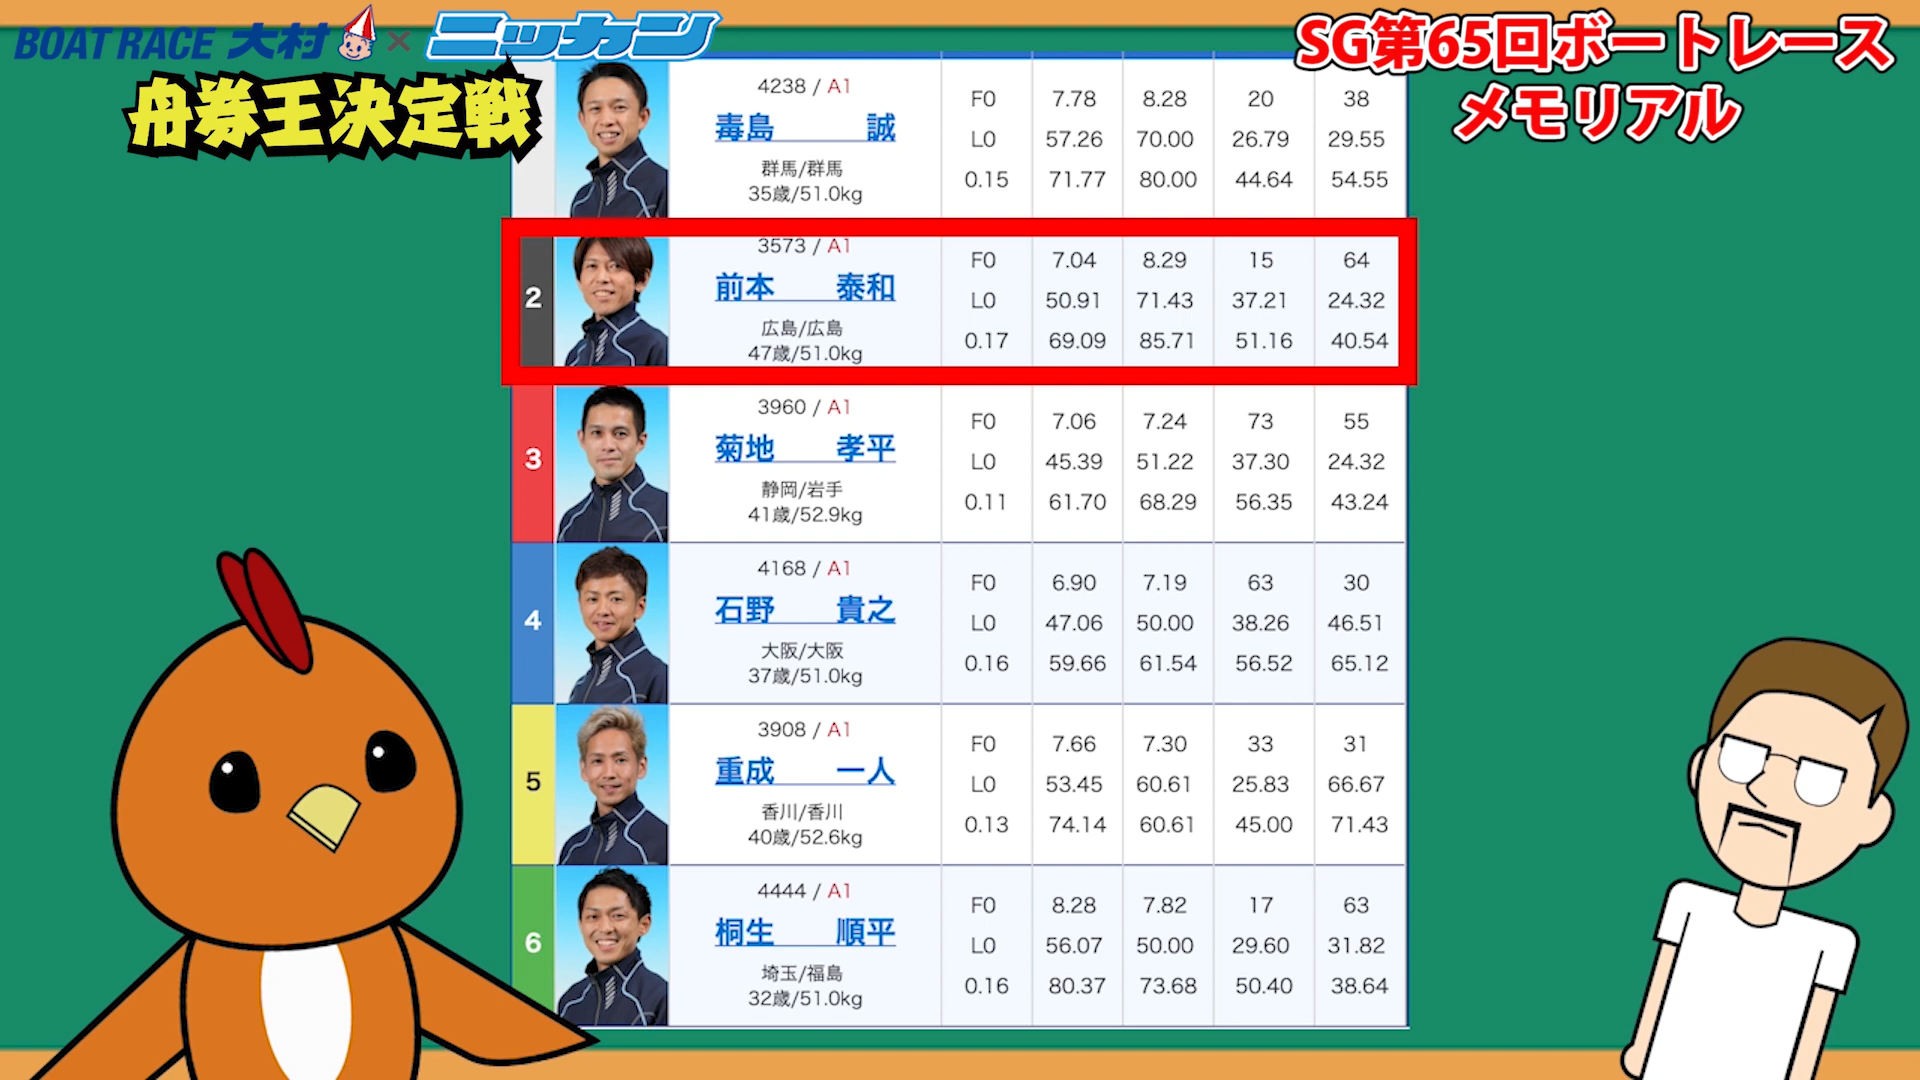 BOAT RACE 大村 × ニッカン
舟券王決定戦
SG第65回ボートレース
メモリアル
4238 / A1
毒島 誠
群馬/群馬
35歳/51.0kg
F0 7.78 8.28 20 38
L0 57.26 70.00 26.79 29.55
0.15 71.77 80.00 44.64 54.55
2
3573 / A1
前本 泰和
広島/広島
47歳/51.0kg
F0 7.04 8.29 15 64
L0 50.91 71.43 37.21 24.32
0.17 69.09 85.71 51.16 40.54
3
3960 / A1
菊地 孝平
静岡/岩手
41歳/52.9kg
F0 7.06 7.24 73 55
L0 45.39 51.22 37.30 24.32
0.11 61.70 68.29 56.35 43.24
4
4168 / A1
石野 貴之
大阪/大阪
37歳/51.0kg
F0 6.90 7.19 63 30
L0 47.06 50.00 38.26 46.51
0.16 59.66 61.54 56.52 65.12
5
3908 / A1
重成 一人
香川/香川
40歳/52.6kg
F0 7.66 7.30 33 31
L0 53.45 60.61 25.83 66.67
0.13 74.14 60.61 45.00 71.43
6
4444 / A1
桐生 順平
埼玉/福島
32歳/51.0kg
F0 8.28 7.82 17 63
L0 56.07 50.00 29.60 31.82
0.16 80.37 73.68 50.40 38.64